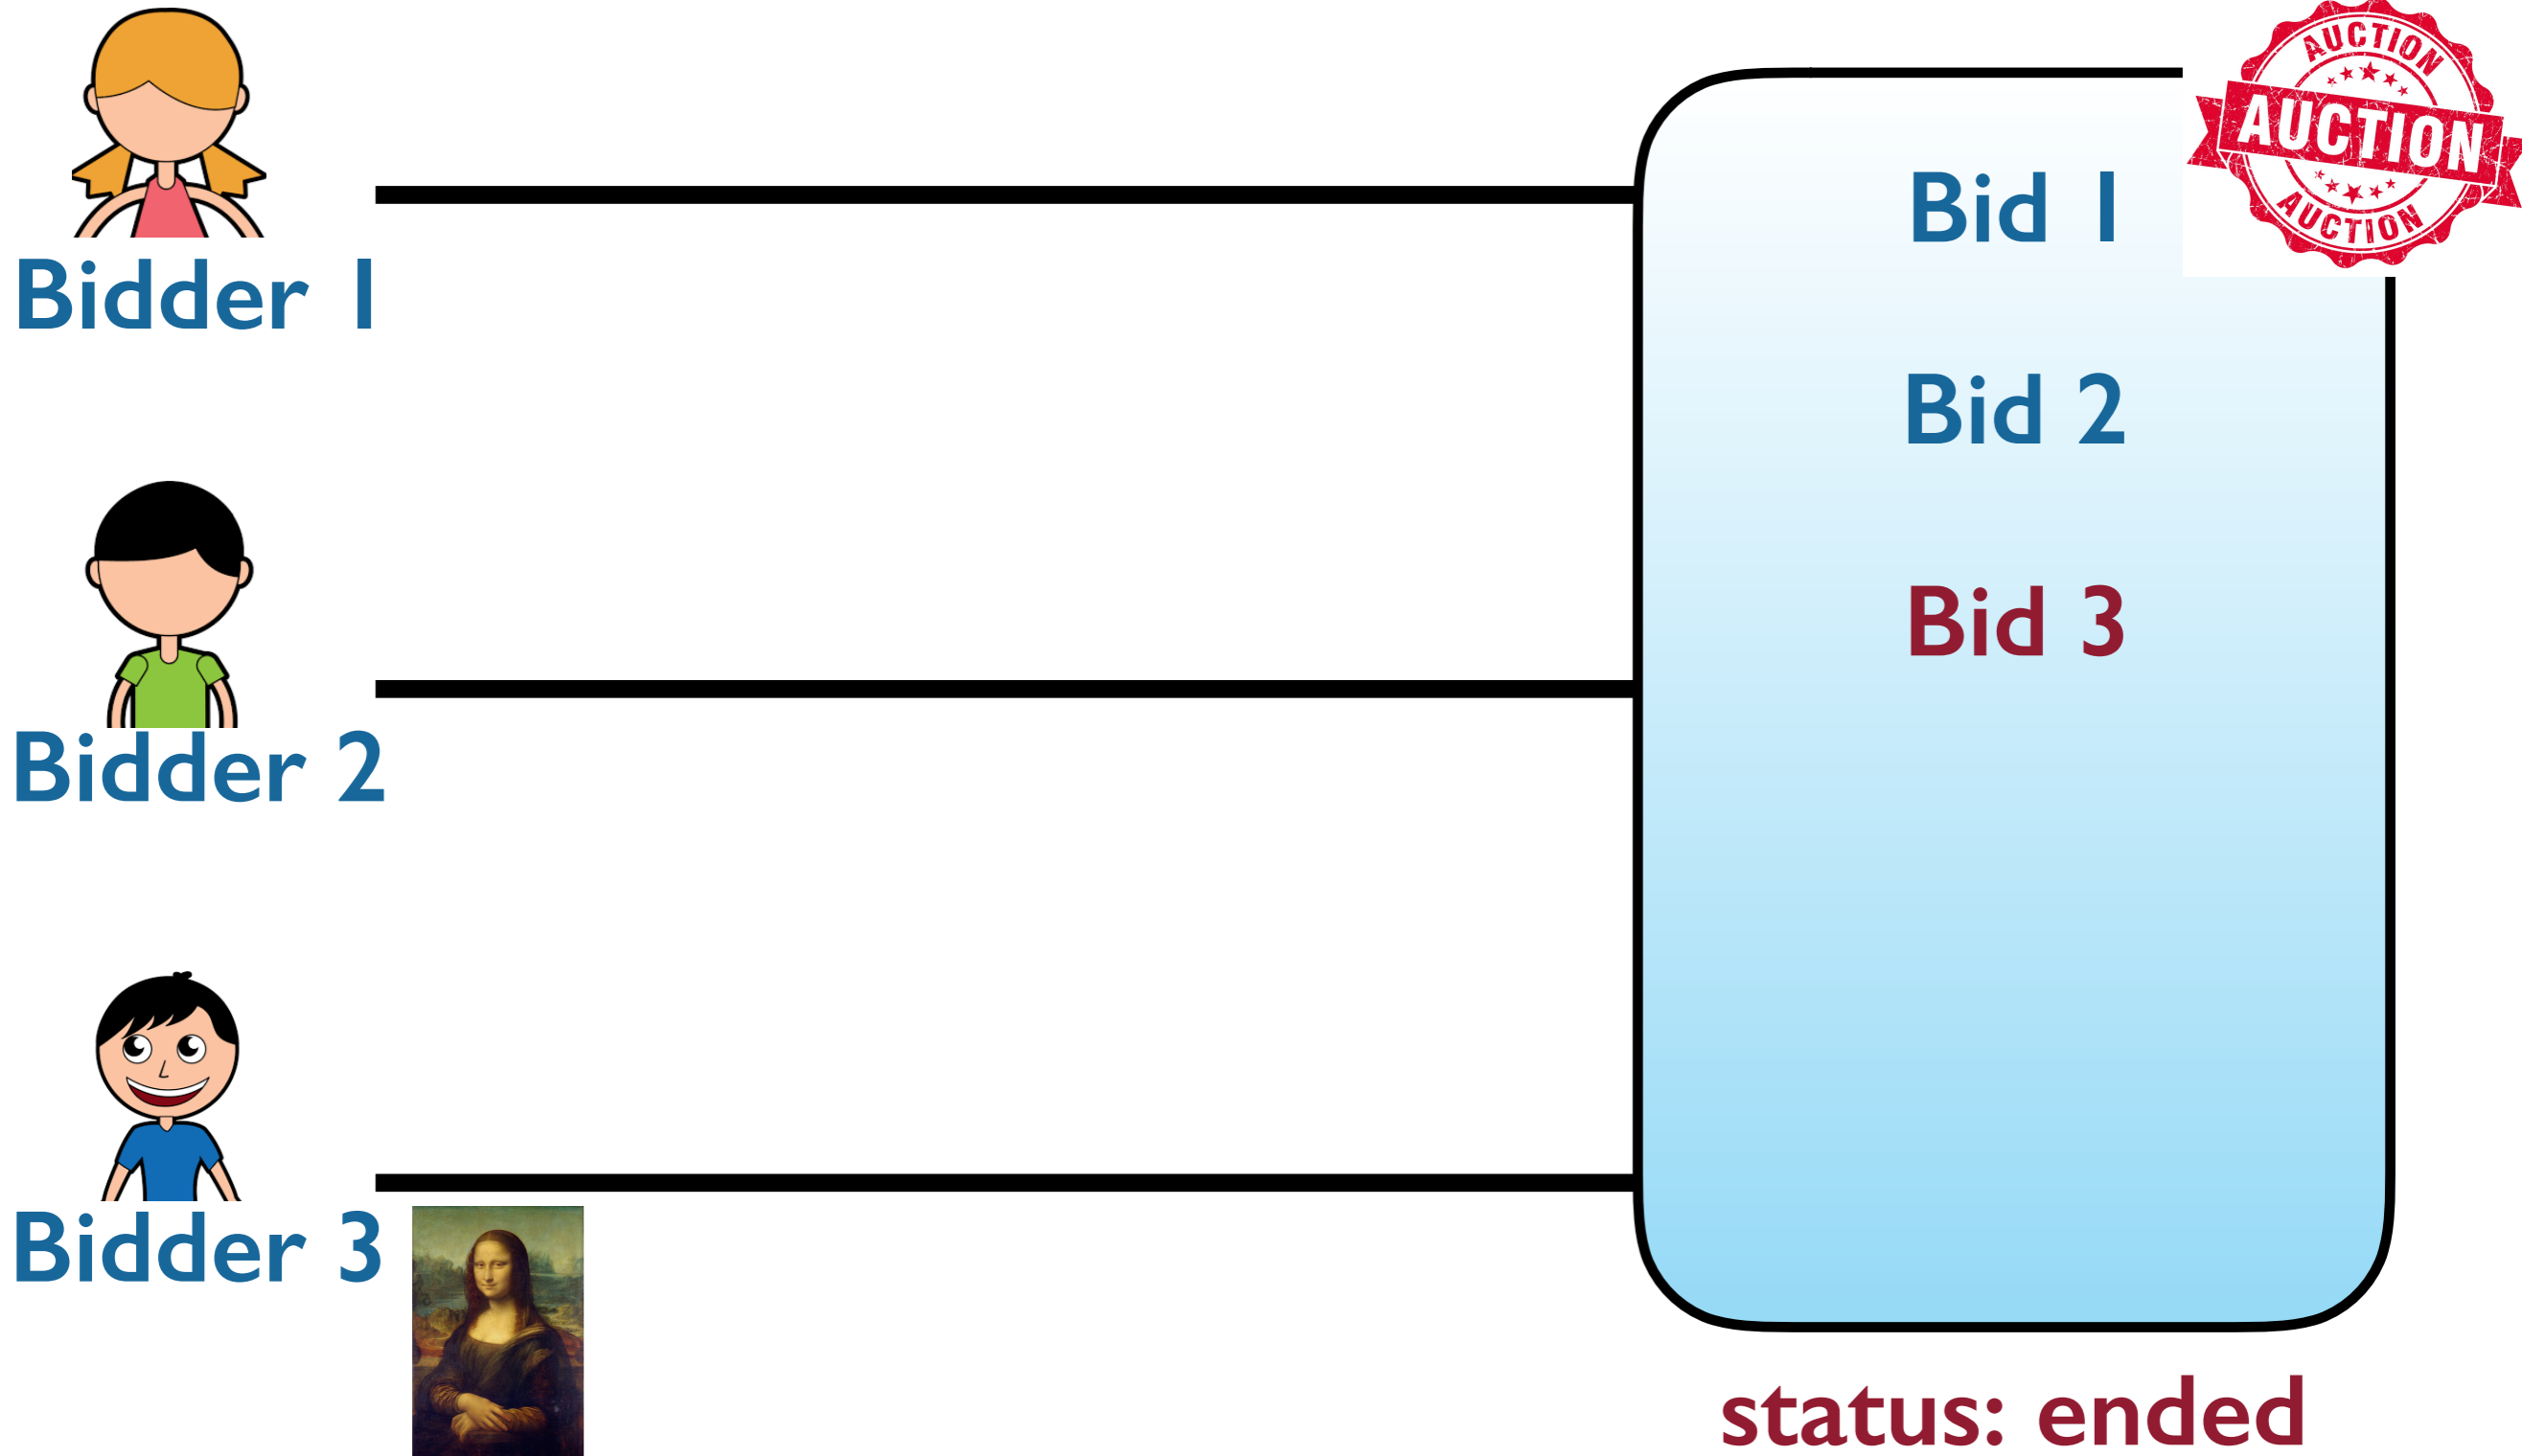 AUCTION
AUCTION
AUCTION
Bid 1
Bidder 1
Bid 2
Bid 3
Bidder 2
Bidder 3
status: ended